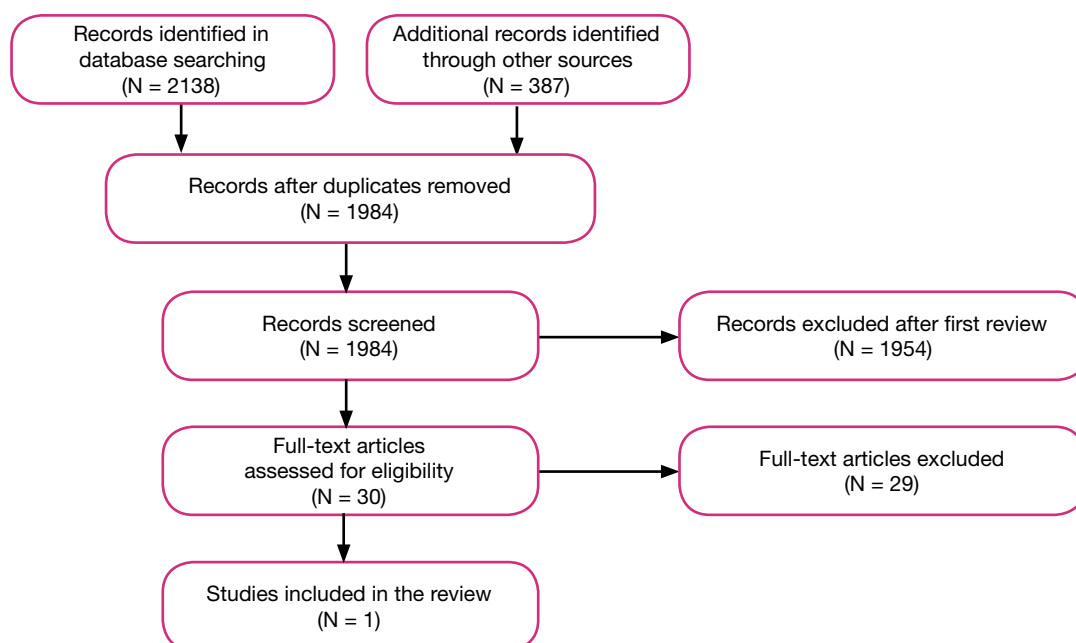 Records identified in
database searching
(N = 2138)
Additional records identified
through other sources
(N = 387)
Records after duplicates removed
(N = 1984)
Records screened
(N = 1984)
Records excluded after first review
(N = 1954)
Full-text articles
assessed for eligibility
(N = 30)
Full-text articles excluded
(N = 29)
Studies included in the review
(N = 1)